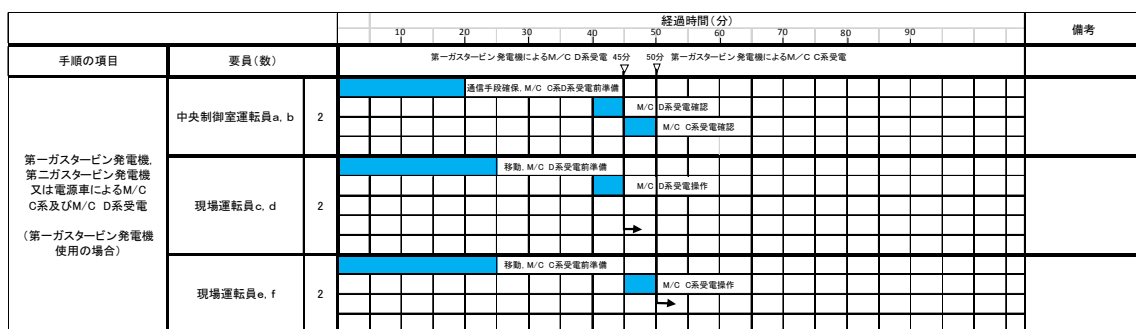 経過時間(分)
備考
10 20 30 40 50 60 70 80 90
手順の項目
要員(数)
第一ガスタービン発電機によるM/C D系受電 45分
50分 第一ガスタービン発電機によるM/C C系受電
第一ガスタービン発電機,
第二ガスタービン発電機
又は電源車によるM/C
C系及びM/C D系受電
(第一ガスタービン発電機
使用の場合)
中央制御室運転員a, b
2
通信手段確保, M/C C系D系受電前準備
M/C D系受電確認
M/C C系受電確認
現場運転員c, d
2
移動, M/C D系受電前準備
M/C D系受電操作
現場運転員e, f
2
移動, M/C C系受電前準備
M/C C系受電操作